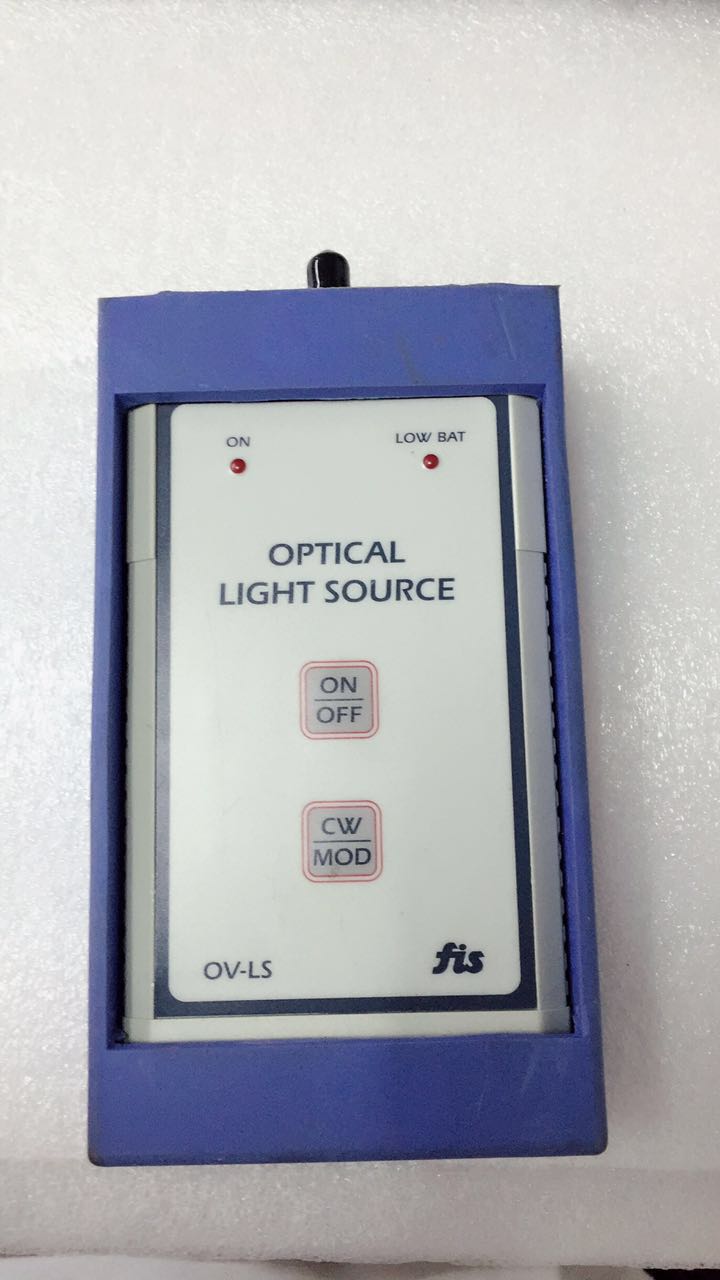 ON
LOW BAT
OPTICAL
LIGHT SOURCE
ON
OFF
CW
MOD
OV-LS
fis